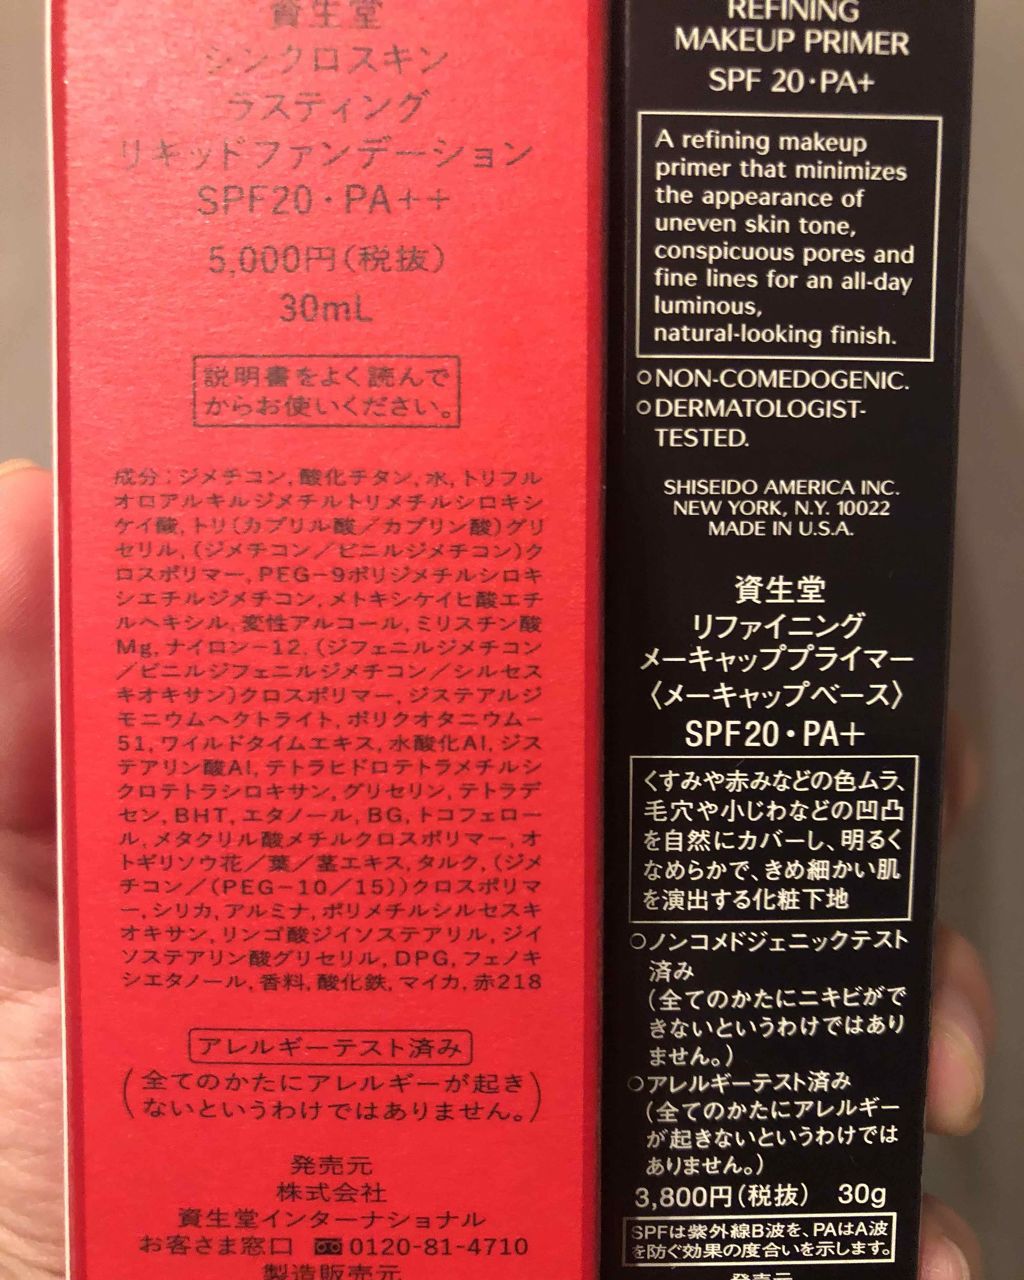 資生堂
シンクロスキン
ラスティング
リキッドファンデーション
SPF20・PA++
5,000円(税抜)
30mL
説明書をよく読んで
からお使いください。
成分:ジメチコン,酸化チタン,水,トリフル
オロアルキルジメチルトリメチルシロキシ
ケイ酸,トリ(カプリル酸/カプリン酸)グリ
セリル,(ジメチコン/ビニルジメチコン)ク
ロスポリマー,PEG-9ポリジメチルシロキ
シエチルジメチコン,メトキシケイヒ酸エチ
ルヘキシル,変性アルコール,ミリスチン酸
Mg,ナイロン-12,(ジフェニルジメチコン
/ビニルジフェニルジメチコン/シルセス
キオキサン)クロスポリマー,ジステアルジ
モニウムヘクトライト,ポリクオタニウム-
51,ワイルドタイムエキス,水酸化Al,ジス
テアリン酸Al,テトラヒドロテトラメチルシ
クロテトラシロキサン,グリセリン,テトラデ
セン,BHT,エタノール,BG,トコフェロー
ル,メタクリル酸メチルクロスポリマー,オ
トギリソウ花/葉/茎エキス,タルク,(ジメ
チコン/(PEG-10/15))クロスポリマ
ー,シリカ,アルミナ,ポリメチルシルセスキ
オキサン,リンゴ酸ジイソステアリル,ジイ
ソステアリン酸グリセリル,DPG,フェノキ
シエタノール,香料,酸化鉄,マイカ,赤218
アレルギーテスト済み
(全てのかたにアレルギーが起き
ないというわけではありません。)
発売元
株式会社
資生堂インターナショナル
お客さま窓口 0120-81-4710
製造販売元
REFINING
MAKEUP PRIMER
SPF 20・PA+
A refining makeup
primer that minimizes
the appearance of
uneven skin tone,
conspicuous pores and
fine lines for an all-day
luminous,
natural-looking finish.
○NON-COMEDOGENIC.
○DERMATOLOGIST-
TESTED.
SHISEIDO AMERICA INC.
NEW YORK, N.Y. 10022
MADE IN U.S.A.
資生堂
リファイニング
メーキャッププライマー
〈メーキャップベース〉
SPF20・PA+
くすみや赤みなどの色ムラ、
毛穴や小じわなどの凹凸
を自然にカバーし、明るく
なめらかで、きめ細かい肌
を演出する化粧下地
○ノンコメドジェニックテスト
済み
(全てのかたにニキビがで
きないというわけではあり
ません。)
○アレルギーテスト済み
(全てのかたにアレルギー
が起きないというわけでは
ありません。)
3,800円(税抜) 30g
SPFは紫外線B波を、PAはA波
を防ぐ効果の度合いを示します。
発売元